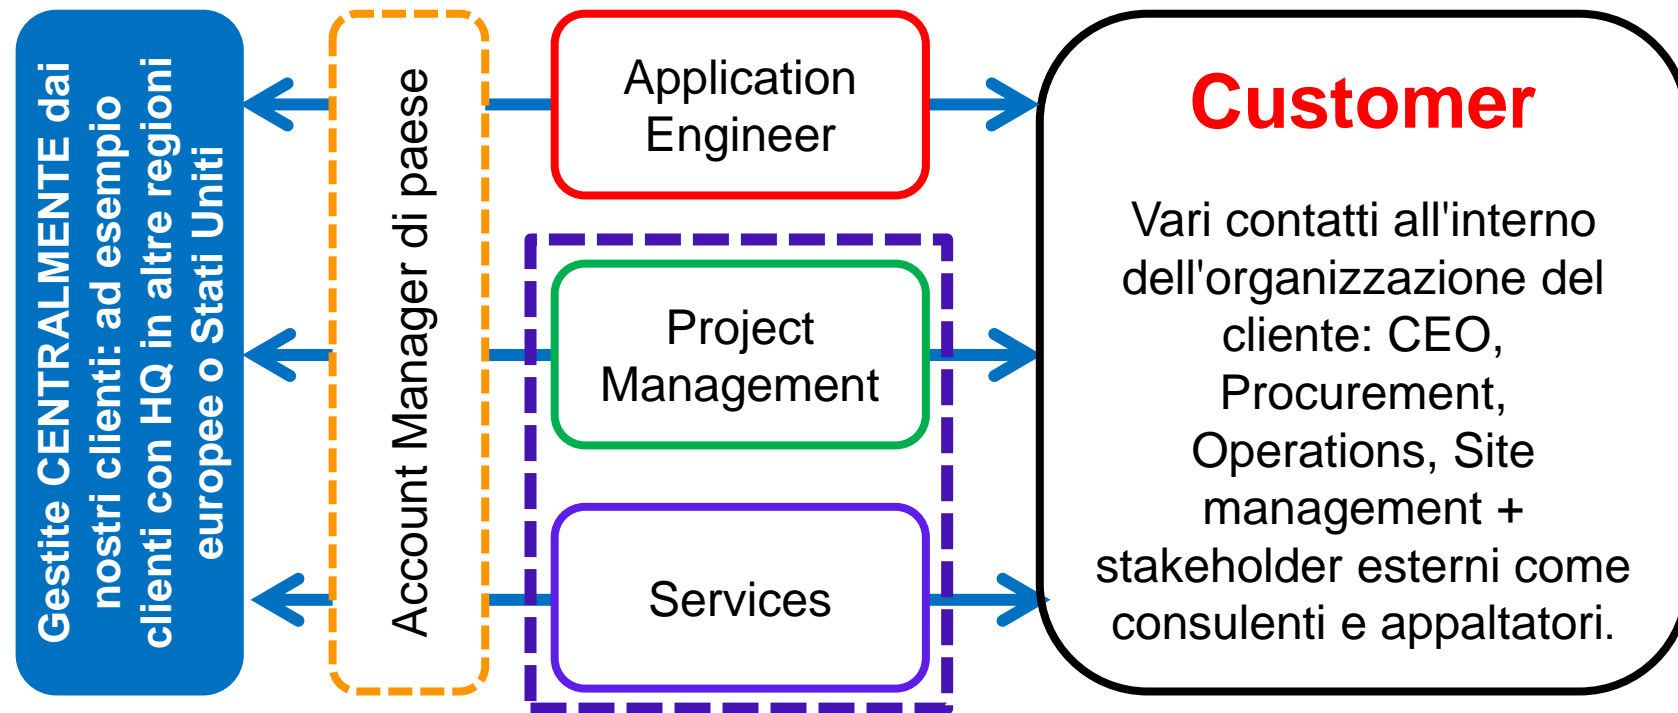 Gestite CENTRALMENTE dai
nostri clienti: ad esempio
clienti con HQ in altre regioni
europee o Stati Uniti
Account Manager di paese
Application
Engineer
Project
Management
Services
Customer
Vari contatti all'interno
dell'organizzazione del
cliente: CEO,
Procurement,
Operations, Site
management +
stakeholder esterni come
consulenti e appaltatori.